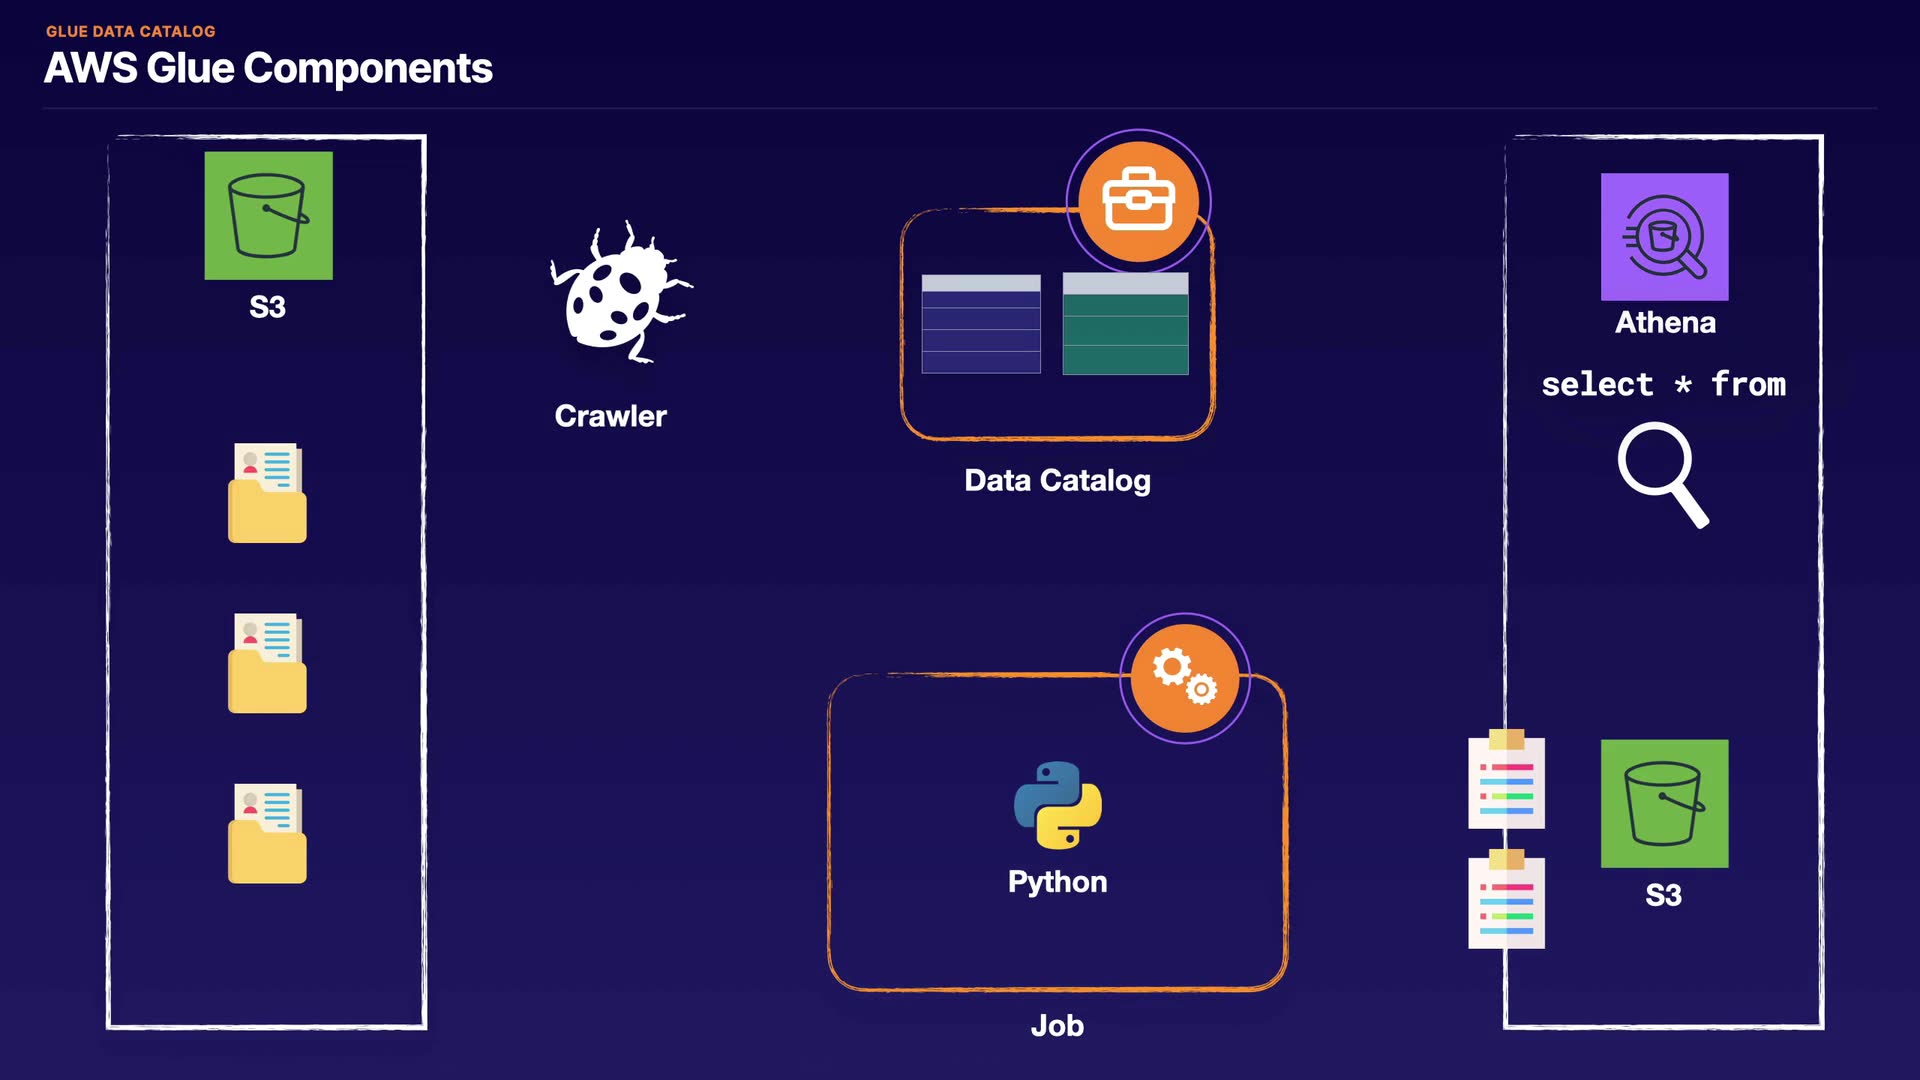 GLUE DATA CATALOG
AWS Glue Components
S3
Crawler
Data Catalog
Athena
select * from
Python
Job
S3